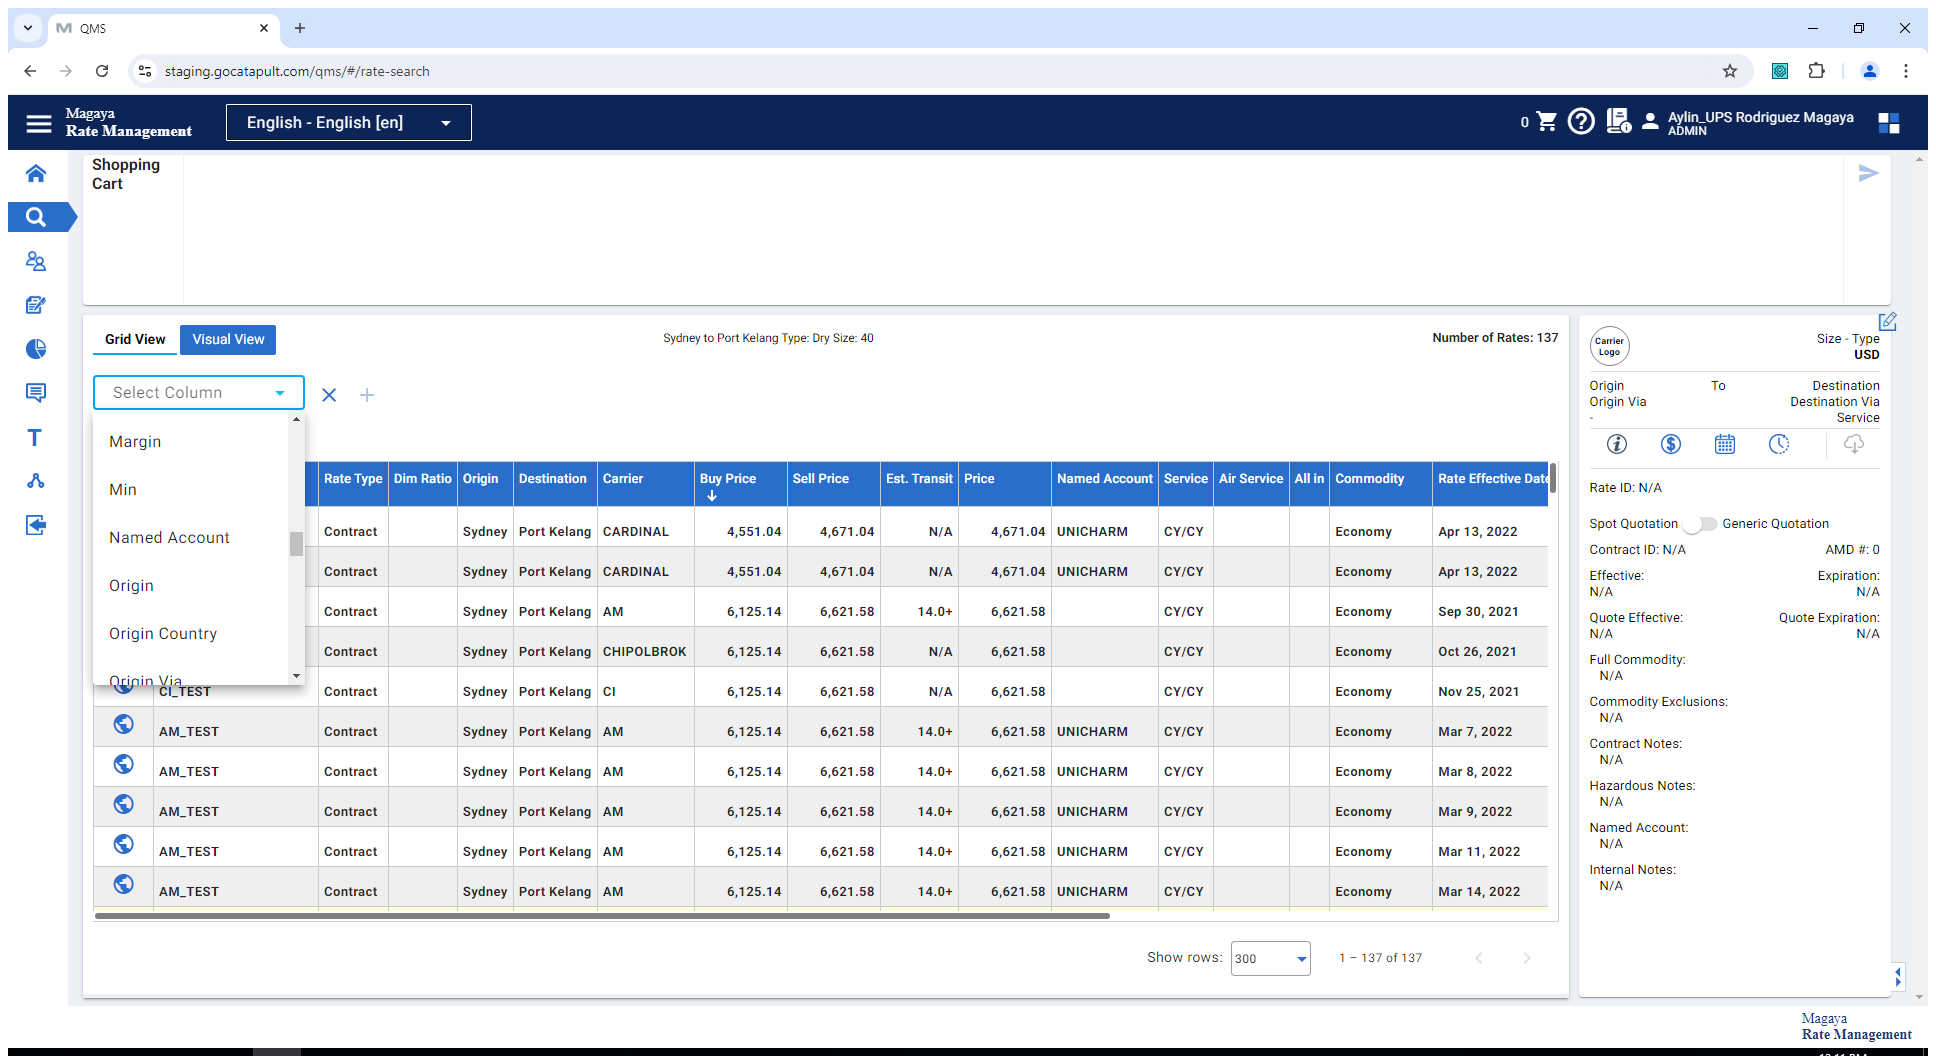 QMS
staging.gocatapult.com/qms/#/rate-search
Magaya
Rate Management
English - English [en]
0
Aylin_UPS Rodriguez Magaya
ADMIN
Shopping
Cart
Grid View
Visual View
Sydney to Port Kelang Type: Dry Size: 40
Number of Rates: 137
Select Column
Margin
Min
Named Account
Origin
Origin Country
Origin Via
Rate Type Dim Ratio Origin Destination Carrier Buy Price Sell Price Est. Transit Price Named Account Service Air Service All in Commodity Rate Effective Date
Contract Sydney Port Kelang CARDINAL 4,551.04 4,671.04 N/A 4,671.04 UNICHARM CY/CY Economy Apr 13, 2022
Contract Sydney Port Kelang CARDINAL 4,551.04 4,671.04 N/A 4,671.04 UNICHARM CY/CY Economy Apr 13, 2022
Contract Sydney Port Kelang AM 6,125.14 6,621.58 14.0+ 6,621.58 CY/CY Economy Sep 30, 2021
Contract Sydney Port Kelang CHIPOLBROK 6,125.14 6,621.58 N/A 6,621.58 CY/CY Economy Oct 26, 2021
CI_TEST Contract Sydney Port Kelang CI 6,125.14 6,621.58 N/A 6,621.58 CY/CY Economy Nov 25, 2021
AM_TEST Contract Sydney Port Kelang AM 6,125.14 6,621.58 14.0+ 6,621.58 UNICHARM CY/CY Economy Mar 7, 2022
AM_TEST Contract Sydney Port Kelang AM 6,125.14 6,621.58 14.0+ 6,621.58 UNICHARM CY/CY Economy Mar 8, 2022
AM_TEST Contract Sydney Port Kelang AM 6,125.14 6,621.58 14.0+ 6,621.58 UNICHARM CY/CY Economy Mar 9, 2022
AM_TEST Contract Sydney Port Kelang AM 6,125.14 6,621.58 14.0+ 6,621.58 UNICHARM CY/CY Economy Mar 11, 2022
AM_TEST Contract Sydney Port Kelang AM 6,125.14 6,621.58 14.0+ 6,621.58 UNICHARM CY/CY Economy Mar 14, 2022
Show rows: 300 1 – 137 of 137
Carrier
Logo
Size - Type
USD
Origin To Destination
Origin Via Destination Via
- Service
Rate ID: N/A
Spot Quotation Generic Quotation
Contract ID: N/A AMD #: 0
Effective: Expiration:
N/A N/A
Quote Effective: Quote Expiration:
N/A N/A
Full Commodity:
N/A
Commodity Exclusions:
N/A
Contract Notes:
N/A
Hazardous Notes:
N/A
Named Account:
N/A
Internal Notes:
N/A
Magaya
Rate Management